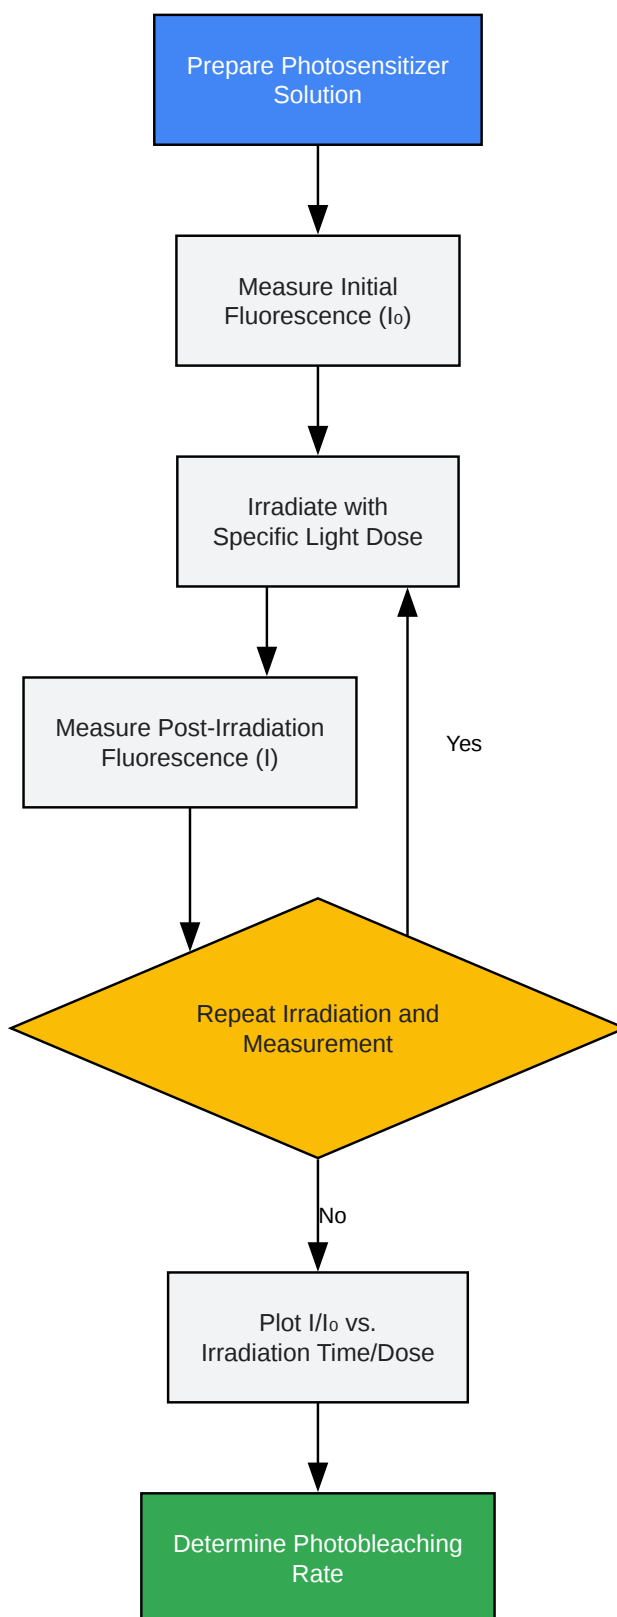 Prepare Photosensitizer
Solution
Measure Initial
Fluorescence (I₀)
Irradiate with
Specific Light Dose
Measure Post-Irradiation
Fluorescence (I)
Yes
Repeat Irradiation and
Measurement
No
Plot I/I₀ vs.
Irradiation Time/Dose
Determine Photobleaching
Rate